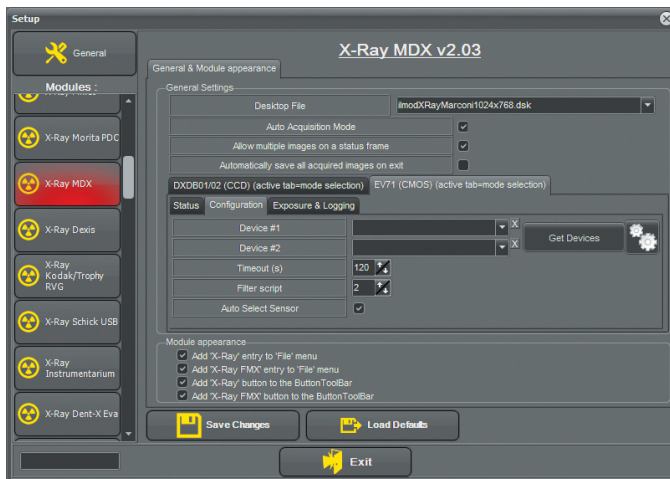 Setup
General
Modules :
X-Ray Morita PDC
X-Ray MDX
X-Ray Dexis
X-Ray
Kodak/Trophy
RVG
X-Ray Schick USB
X-Ray
Instrumentarium
X-Ray Dent-X Eva
X-Ray MDX v2.03
General & Module appearance
General Settings
Desktop File
ilmodXRayMarconi1024x768.dsk
Auto Acquisition Mode
Allow multiple images on a status frame
Automatically save all acquired images on exit
DXDB01/02 (CCD) (active tab=mode selection)
EV71 (CMOS) (active tab=mode selection)
Status
Configuration
Exposure & Logging
Device #1
X
Device #2
X
Get Devices
Timeout (s)
120
Filter script
2
Auto Select Sensor
Module appearance
Add 'X-Ray' entry to 'File' menu
Add 'X-Ray FMX' entry to 'File' menu
Add 'X-Ray' button to the ButtonToolBar
Add 'X-Ray FMX' button to the ButtonToolBar
Save Changes
Load Defaults
Exit